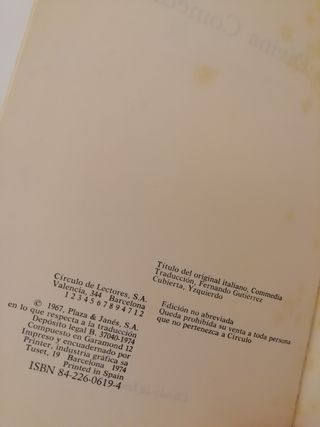 Círculo de Lectores, S.A.
Valencia, 344 Barcelona
1 2 3 4 5 6 7 8 9 7 4 1 2
© 1967, Plaza & Janés, S.A.
en lo que respecta a la traducción
Depósito legal B. 37040-1974
Compuesto en Garamond 12
Impreso y encuadernado por
Printer, industria gráfica sa
Tuset, 19 Barcelona 1974
Printed in Spain
ISBN 84-226-0619-4
Título del original italiano, Commedia
Traducción, Fernando Gutiérrez
Cubierta, Yzquierdo
Edición no abreviada
Queda prohibida su venta a toda persona
que no pertenezca a Círculo